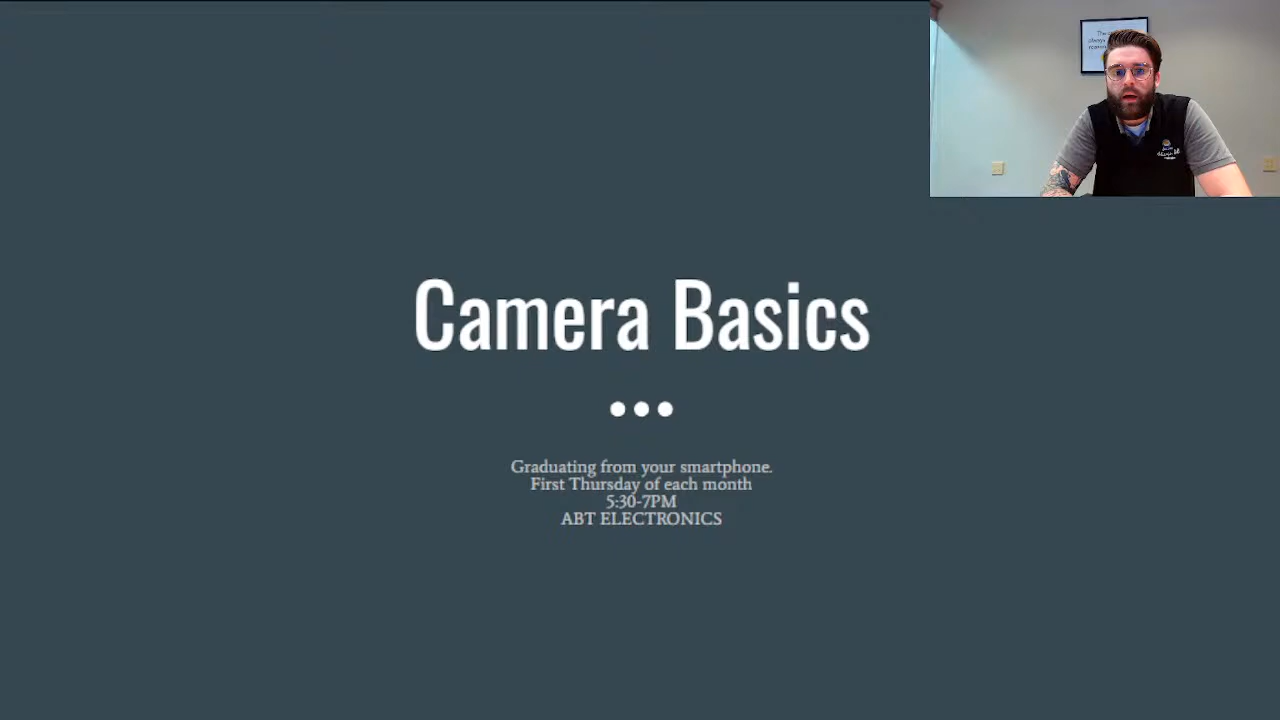 Camera Basics
Graduating from your smartphone.
First Thursday of each month
5:30-7PM
ABT ELECTRONICS